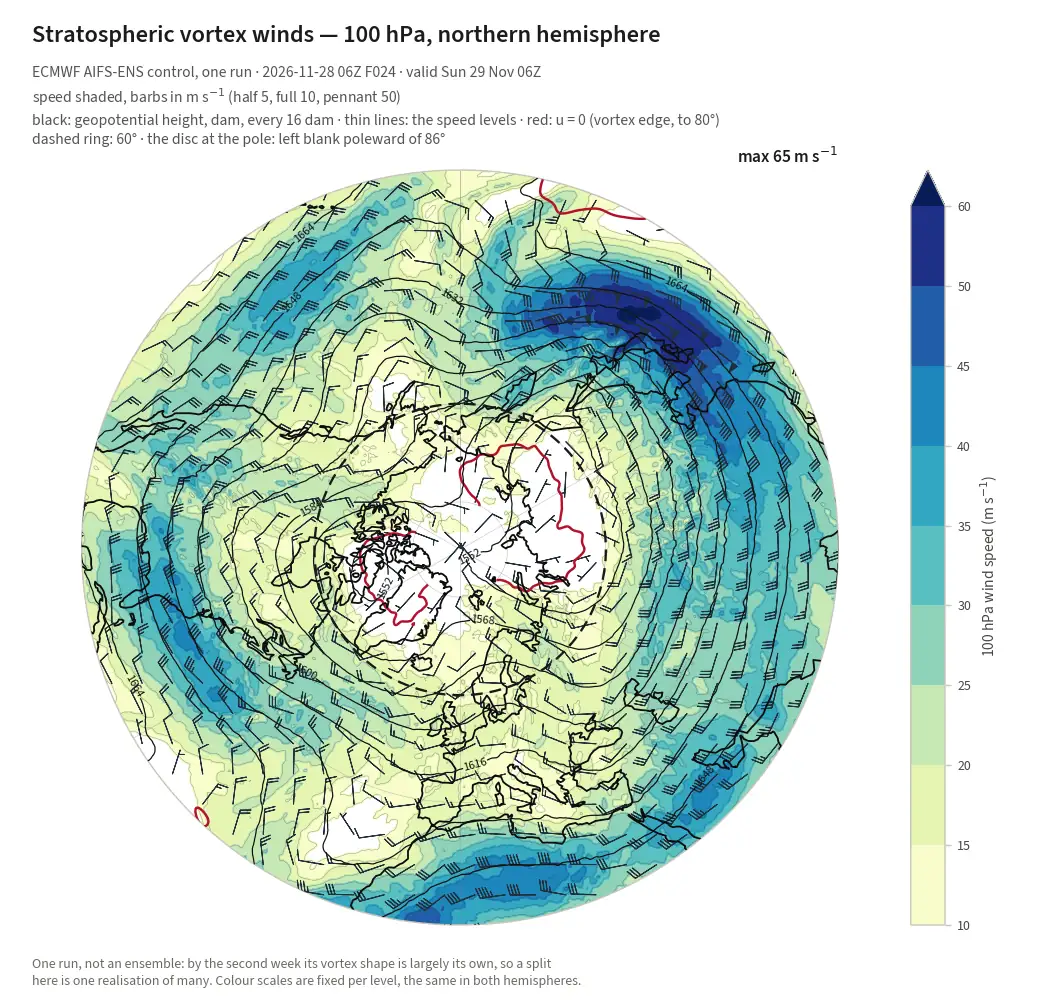 Stratospheric vortex winds — 100 hPa, northern hemisphere
ECMWF AIFS-ENS control, one run · 2026-11-28 06Z F024 · valid Sun 29 Nov 06Z
speed shaded, barbs in m s⁻¹ (half 5, full 10, pennant 50)
black: geopotential height, dam, every 16 dam · thin lines: the speed levels · red: u = 0 (vortex edge, to 80°)
dashed ring: 60° · the disc at the pole: left blank poleward of 86°
max 65 m s⁻¹
60
50
45
40
35
30
25
20
15
10
100 hPa wind speed (m s⁻¹)
1664
1648
1632
1664
1584
1552
1552
1568
1600
1664
1616
1648
One run, not an ensemble: by the second week its vortex shape is largely its own, so a split
here is one realisation of many. Colour scales are fixed per level, the same in both hemispheres.